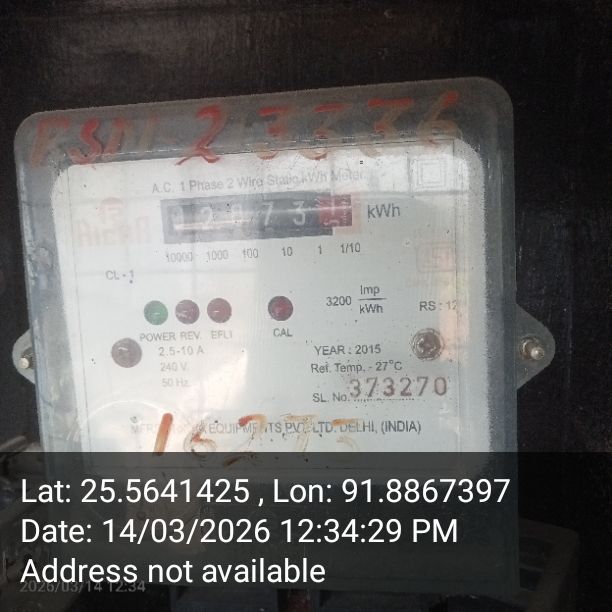 23336
A.C. 1 Phase 2 Wire Static kWh Meter
2073 kWh
10000 1000 100 10 1 1/10
CL - 1
3200 Imp/kWh
RS : 12
POWER REV. EFLT CAL
2.5-10 A
240 V.
50 Hz.
YEAR : 2015
Ref. Temp. - 27°C
SL. No. 373270
EQUIPMENTS PVT. LTD. DELHI, (INDIA)
Lat: 25.5641425 , Lon: 91.8867397
Date: 14/03/2026 12:34:29 PM
Address not available
2026/03/14 12:34